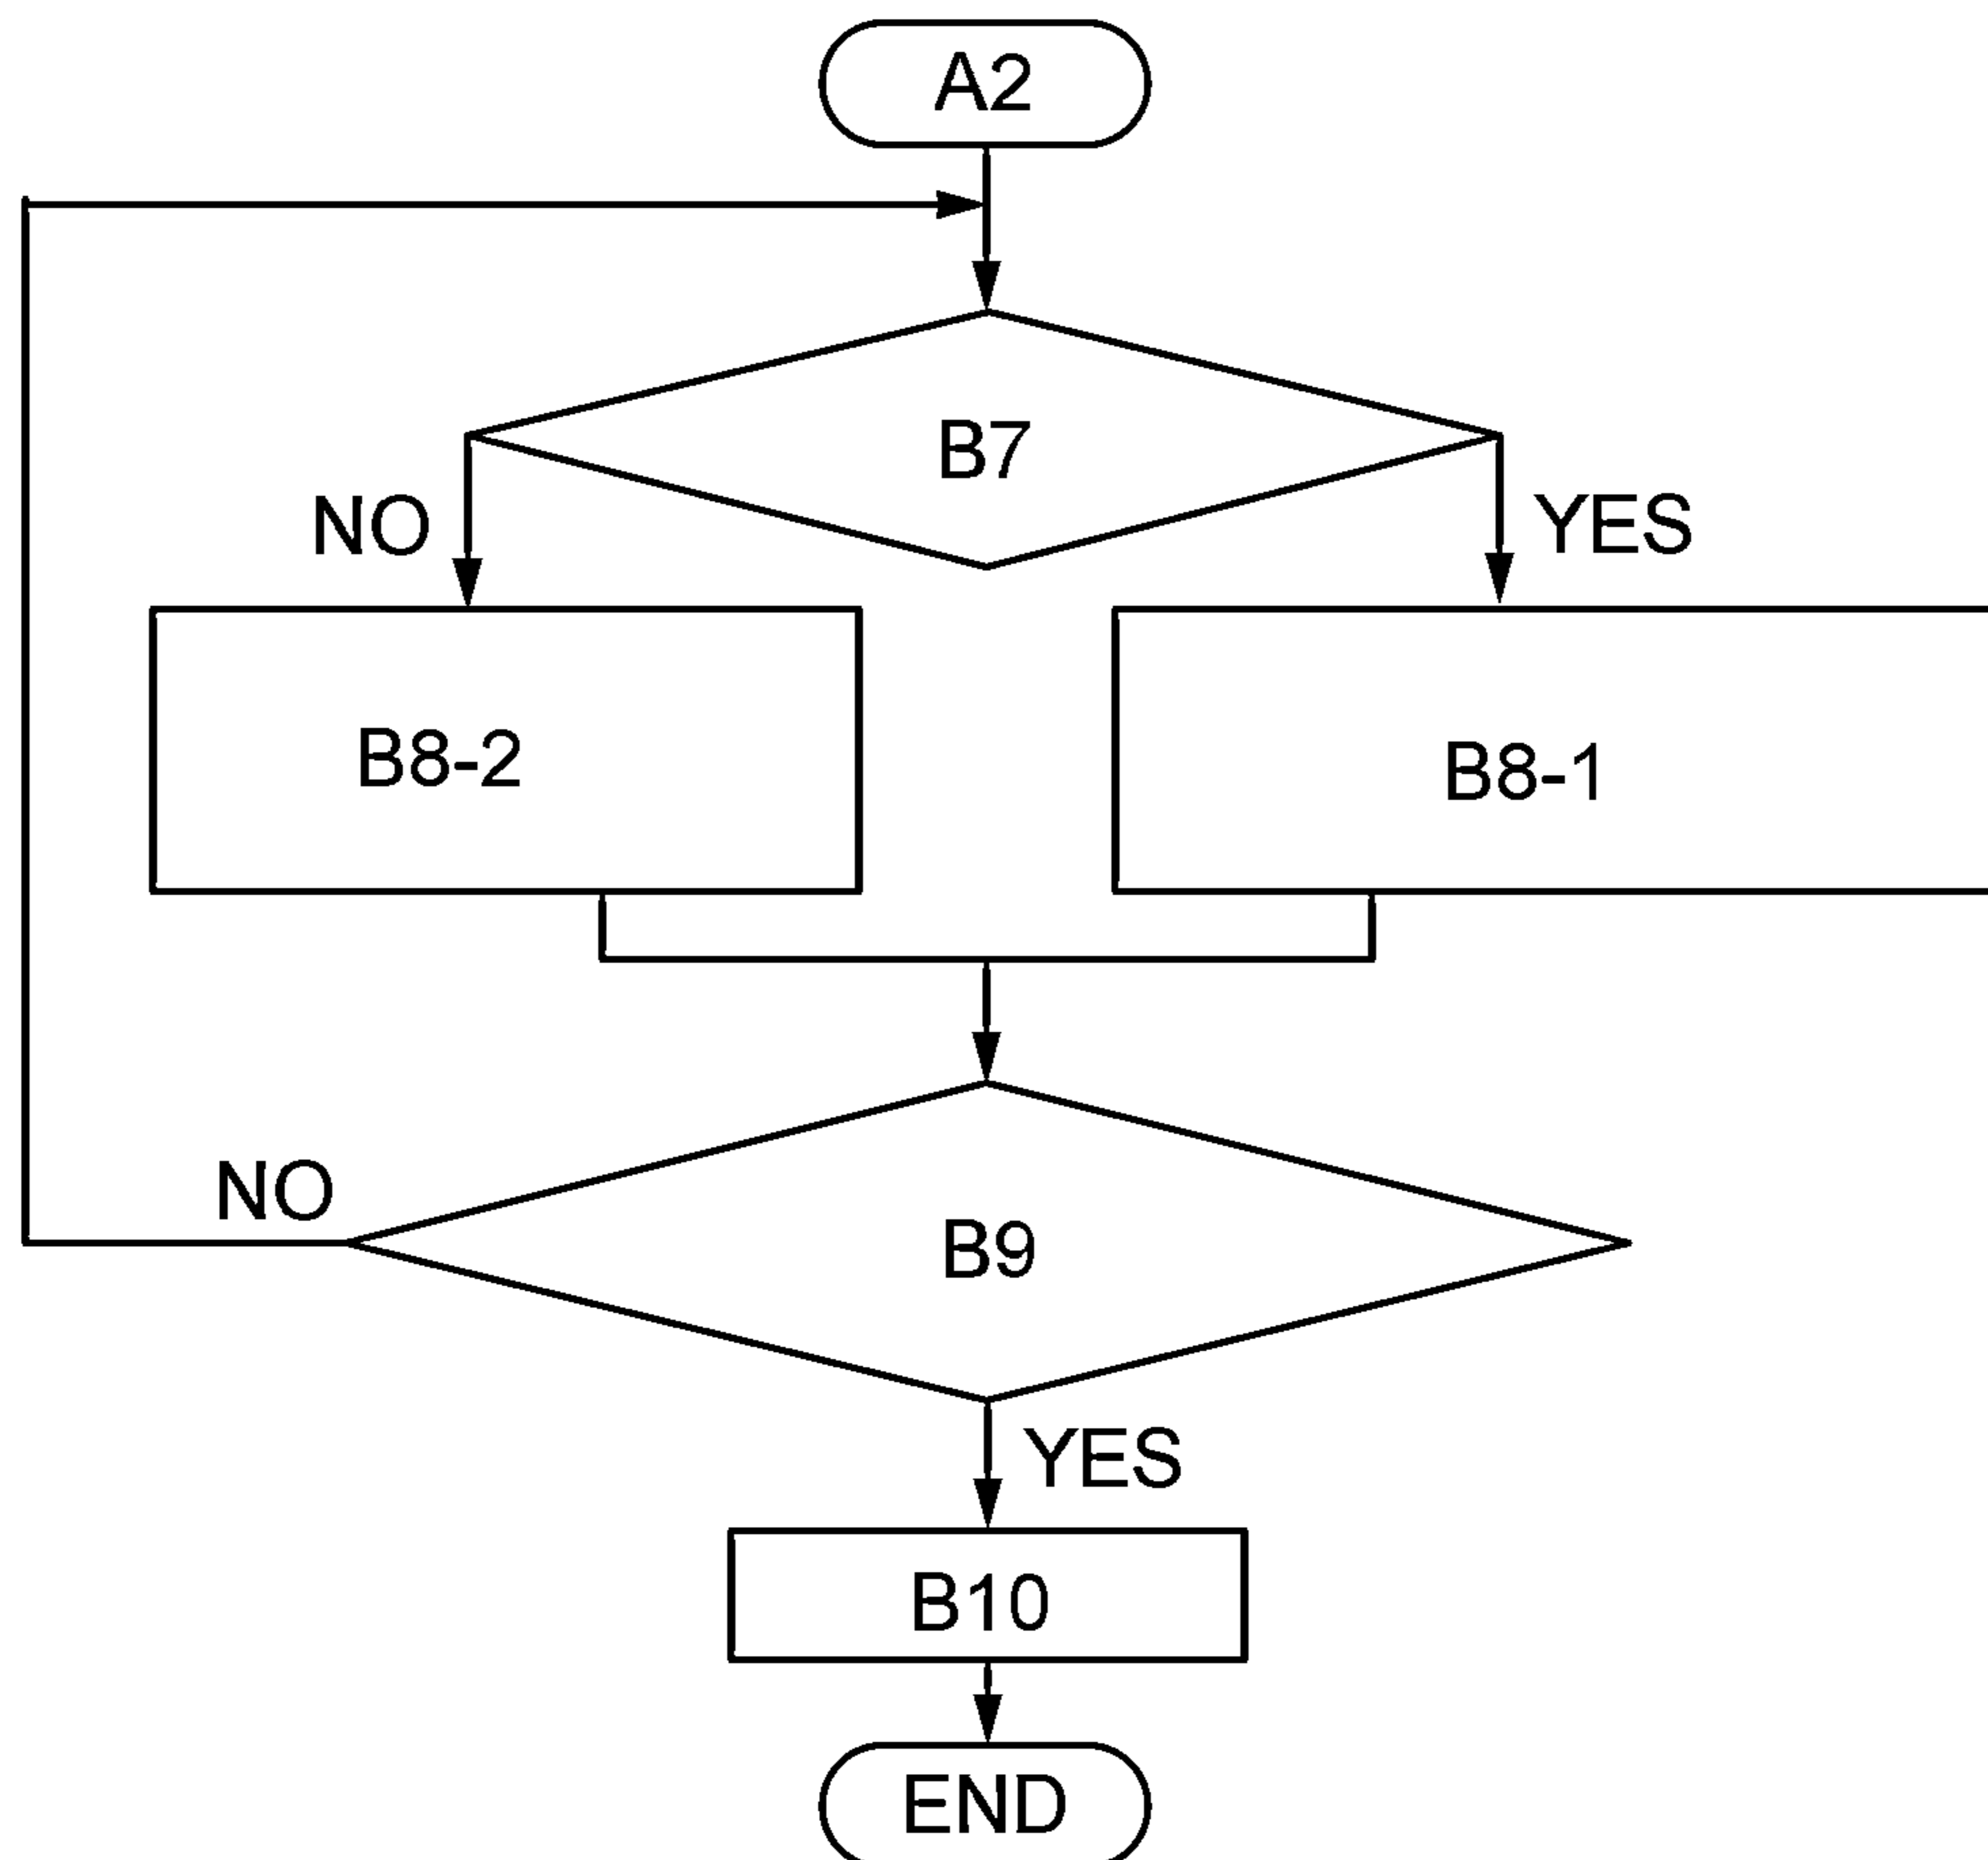 A2
B7
NO
YES
B8-2
B8-1
NO
B9
YES
B10
END